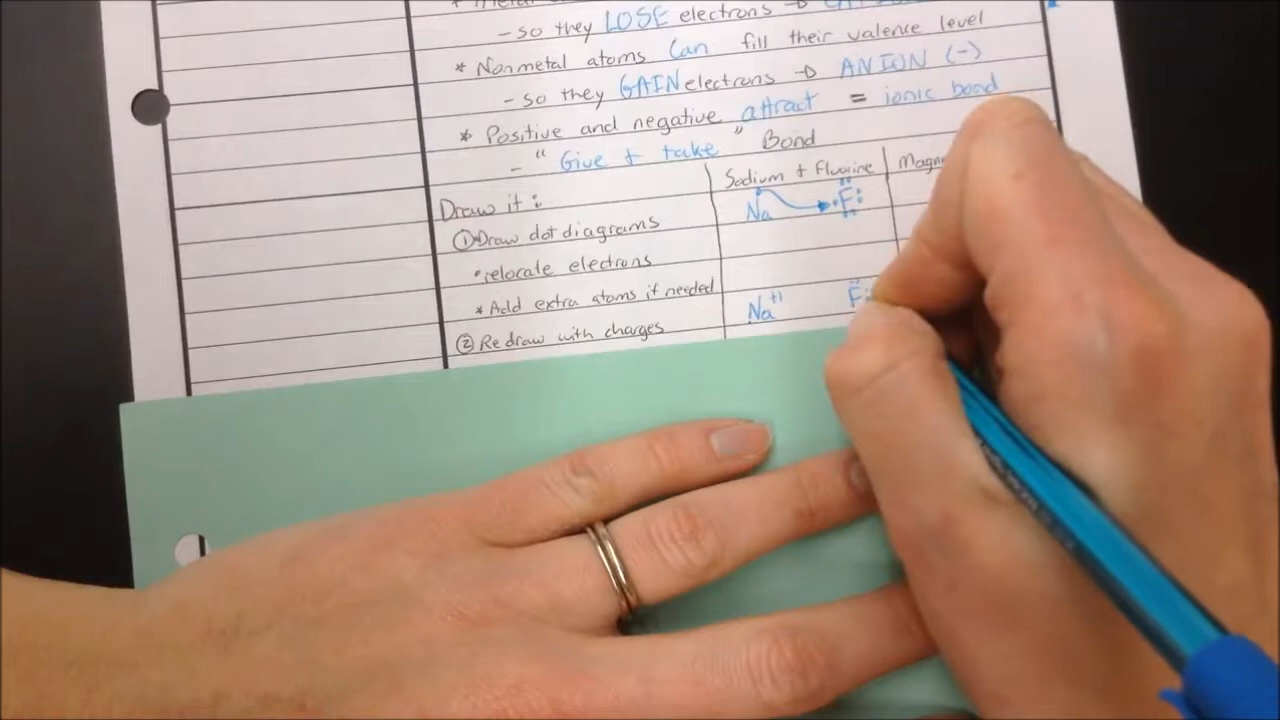 -so they LOSE electrons
* Nonmetal atoms Can fill their valence level
-so they GAIN electrons → ANION (-)
* Positive and negative attract = ionic bond
- "Give + take" Bond
Draw it:
Sodium + Fluorine
Na F
① Draw dot diagrams
•relocate electrons
* Add extra atoms if needed
Na+1 F
② Redraw with charges